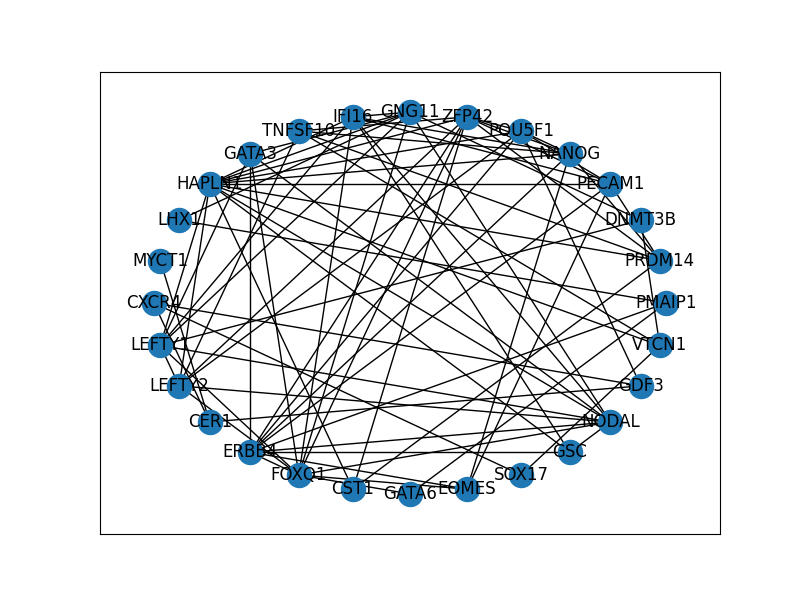 GNG11
IFI16
ZFP42
TNFSF10
POU5F1
GATA3
NANOG
HAPLN1
PECAM1
LHX1
DNMT3B
MYCT1
PRDM14
CXCR4
PMAIP1
LEFTY1
VTCN1
LEFTY2
GDF3
CER1
NODAL
ERBB4
GSC
FOXQ1
SOX17
CST1
GATA6
EOMES